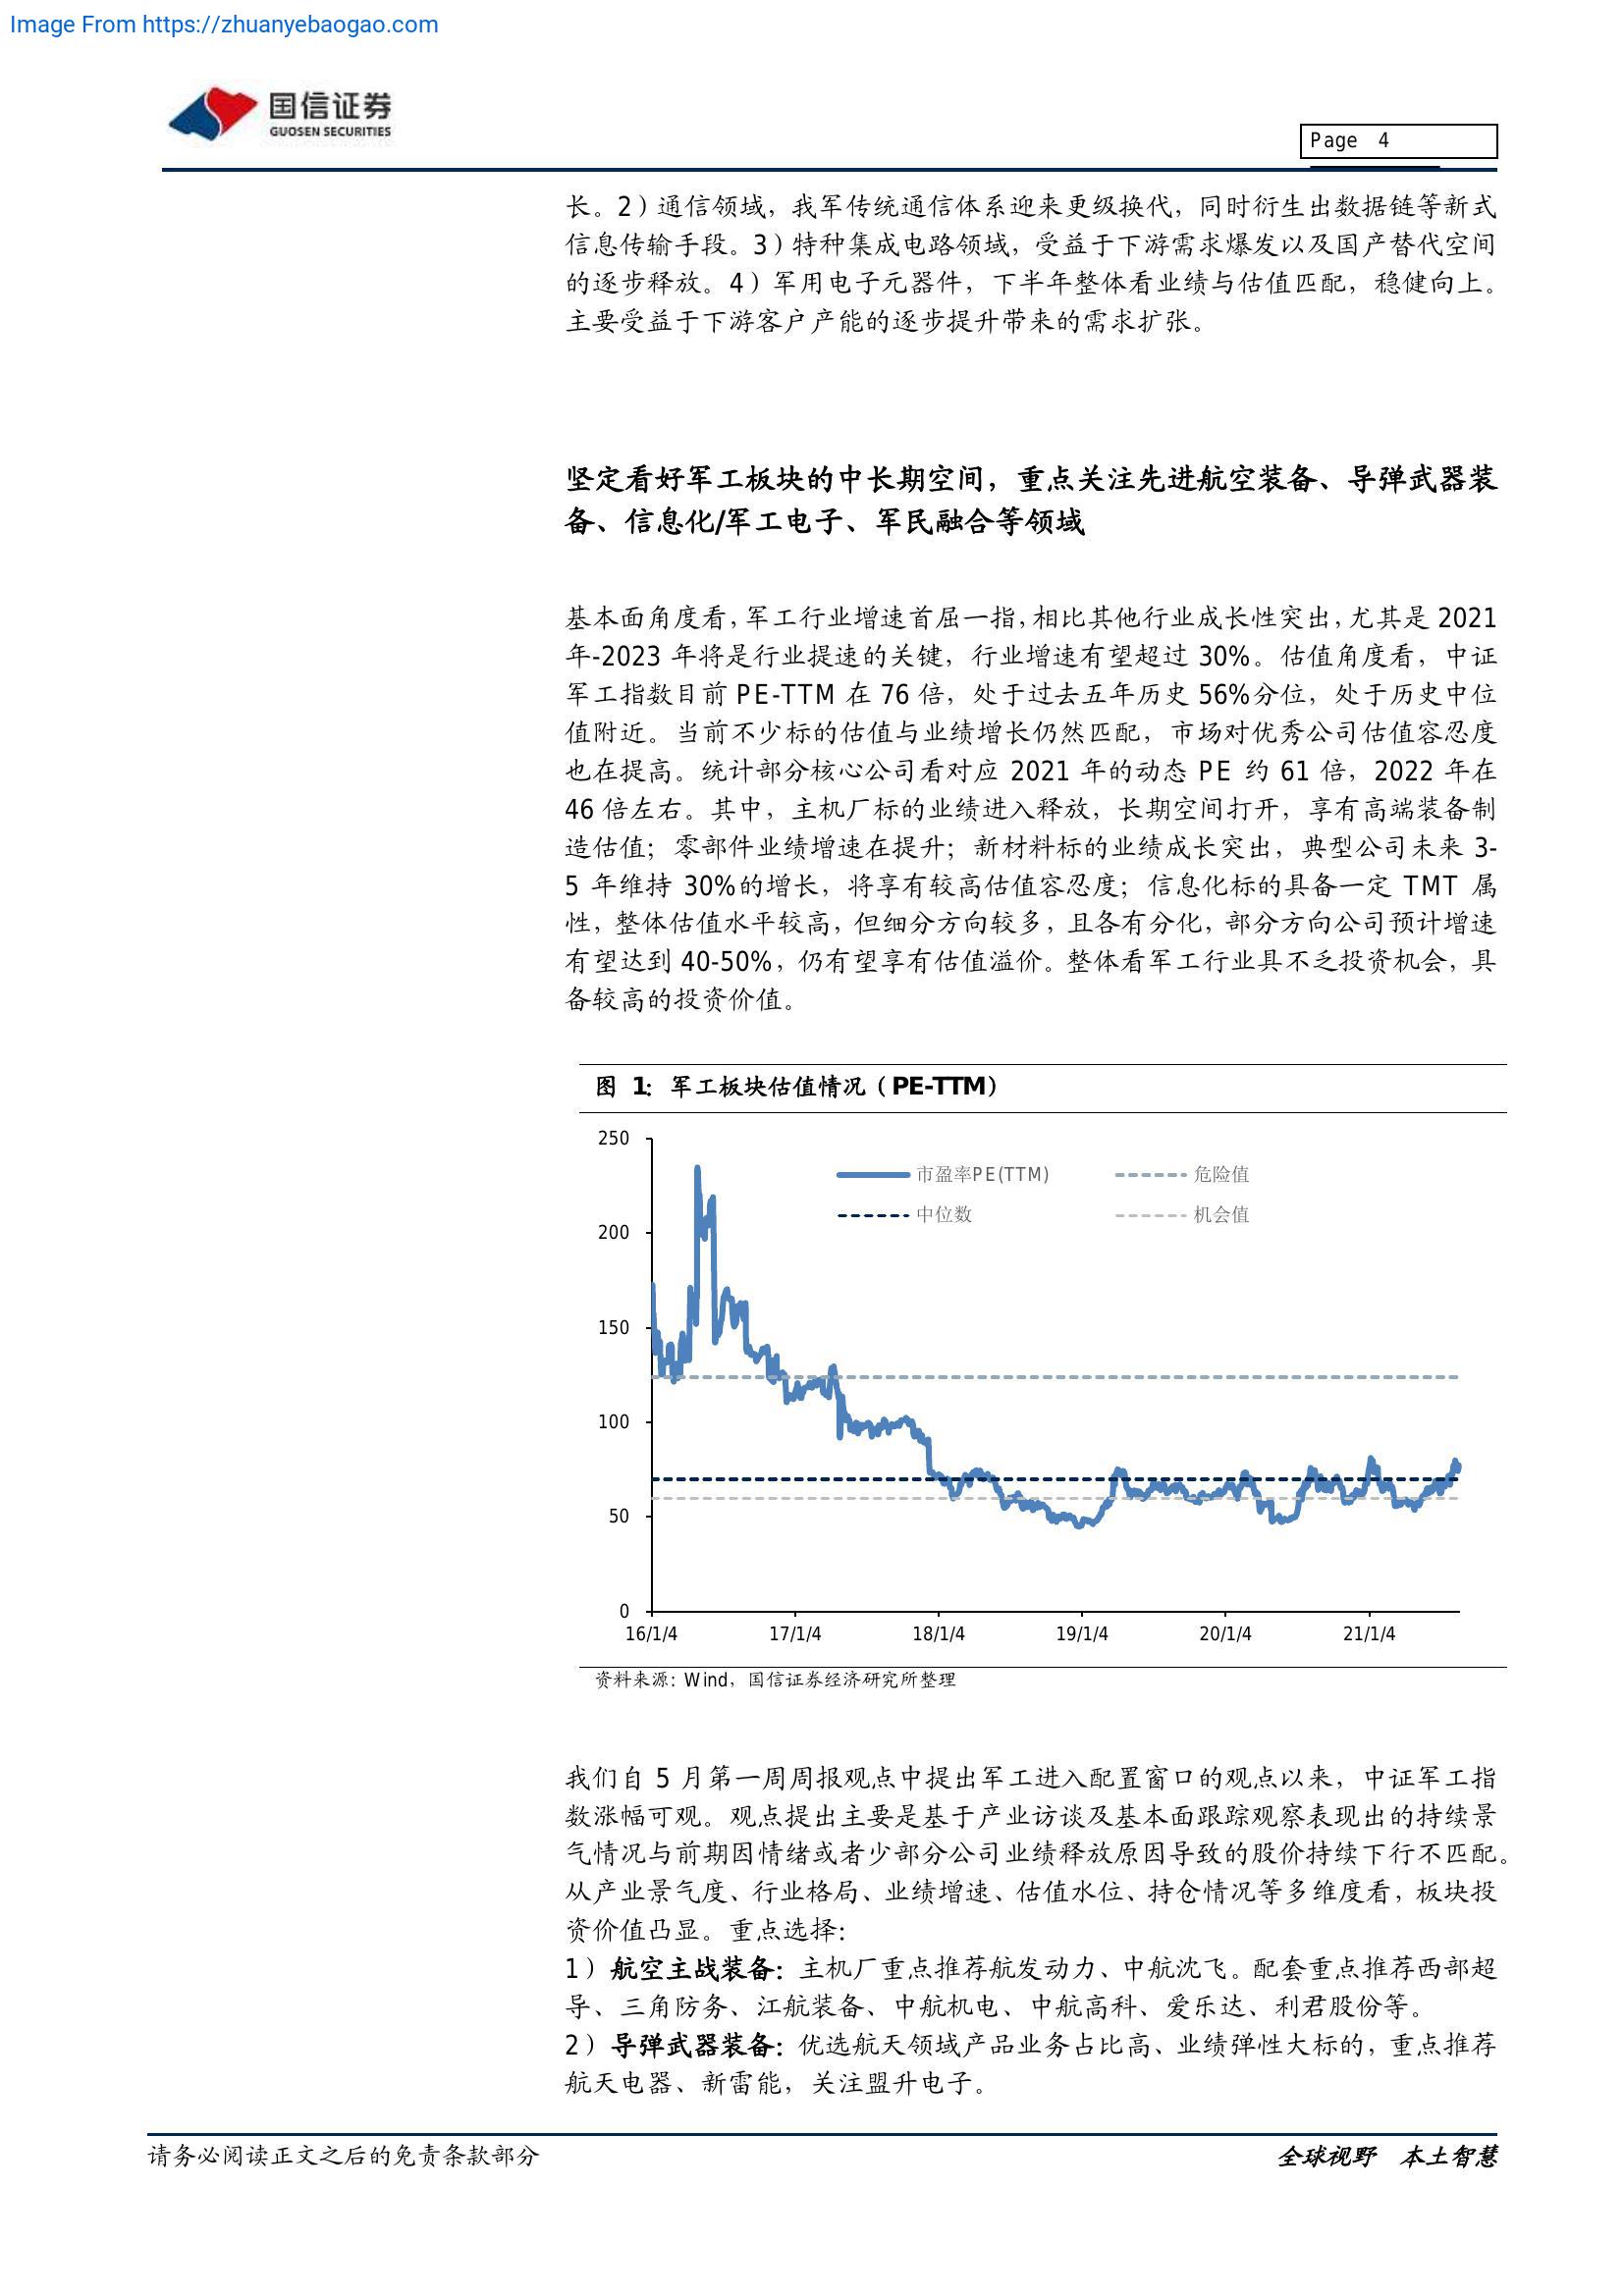 Image From https://zhuanyebaogao.com
国信证券
GUOSEN SECURITIES
Page 4
长。2）通信领域，我军传统通信体系迎来更级换代，同时衍生出数据链等新式
信息传输手段。3）特种集成电路领域，受益于下游需求爆发以及国产替代空间
的逐步释放。4）军用电子元器件，下半年整体看业绩与估值匹配，稳健向上。
主要受益于下游客户产能的逐步提升带来的需求扩张。
坚定看好军工板块的中长期空间，重点关注先进航空装备、导弹武器装
备、信息化/军工电子、军民融合等领域
基本面角度看，军工行业增速首屈一指，相比其他行业成长性突出，尤其是 2021
年-2023 年将是行业提速的关键，行业增速有望超过 30%。估值角度看，中证
军工指数目前 PE-TTM 在 76 倍，处于过去五年历史 56%分位，处于历史中位
值附近。当前不少标的估值与业绩增长仍然匹配，市场对优秀公司估值容忍度
也在提高。统计部分核心公司看对应 2021 年的动态 PE 约 61 倍，2022 年在
46 倍左右。其中，主机厂标的业绩进入释放，长期空间打开，享有高端装备制
造估值；零部件业绩增速在提升；新材料标的业绩成长突出，典型公司未来 3-
5 年维持 30%的增长，将享有较高估值容忍度；信息化标的具备一定 TMT 属
性，整体估值水平较高，但细分方向较多，且各有分化，部分方向公司预计增速
有望达到 40-50%，仍有望享有估值溢价。整体看军工行业具不乏投资机会，具
备较高的投资价值。
图 1：军工板块估值情况（PE-TTM）
250
市盈率PE(TTM) 危险值
中位数 机会值
200
150
100
50
0
16/1/4 17/1/4 18/1/4 19/1/4 20/1/4 21/1/4
资料来源：Wind，国信证券经济研究所整理
我们自 5 月第一周周报观点中提出军工进入配置窗口的观点以来，中证军工指
数涨幅可观。观点提出主要是基于产业访谈及基本面跟踪观察表现出的持续景
气情况与前期因情绪或者少部分公司业绩释放原因导致的股价持续下行不匹配。
从产业景气度、行业格局、业绩增速、估值水位、持仓情况等多维度看，板块投
资价值凸显。重点选择：
1）航空主战装备：主机厂重点推荐航发动力、中航沈飞。配套重点推荐西部超
导、三角防务、江航装备、中航机电、中航高科、爱乐达、利君股份等。
2）导弹武器装备：优选航天领域产品业务占比高、业绩弹性大标的，重点推荐
航天电器、新雷能，关注盟升电子。
请务必阅读正文之后的免责条款部分
全球视野 本土智慧